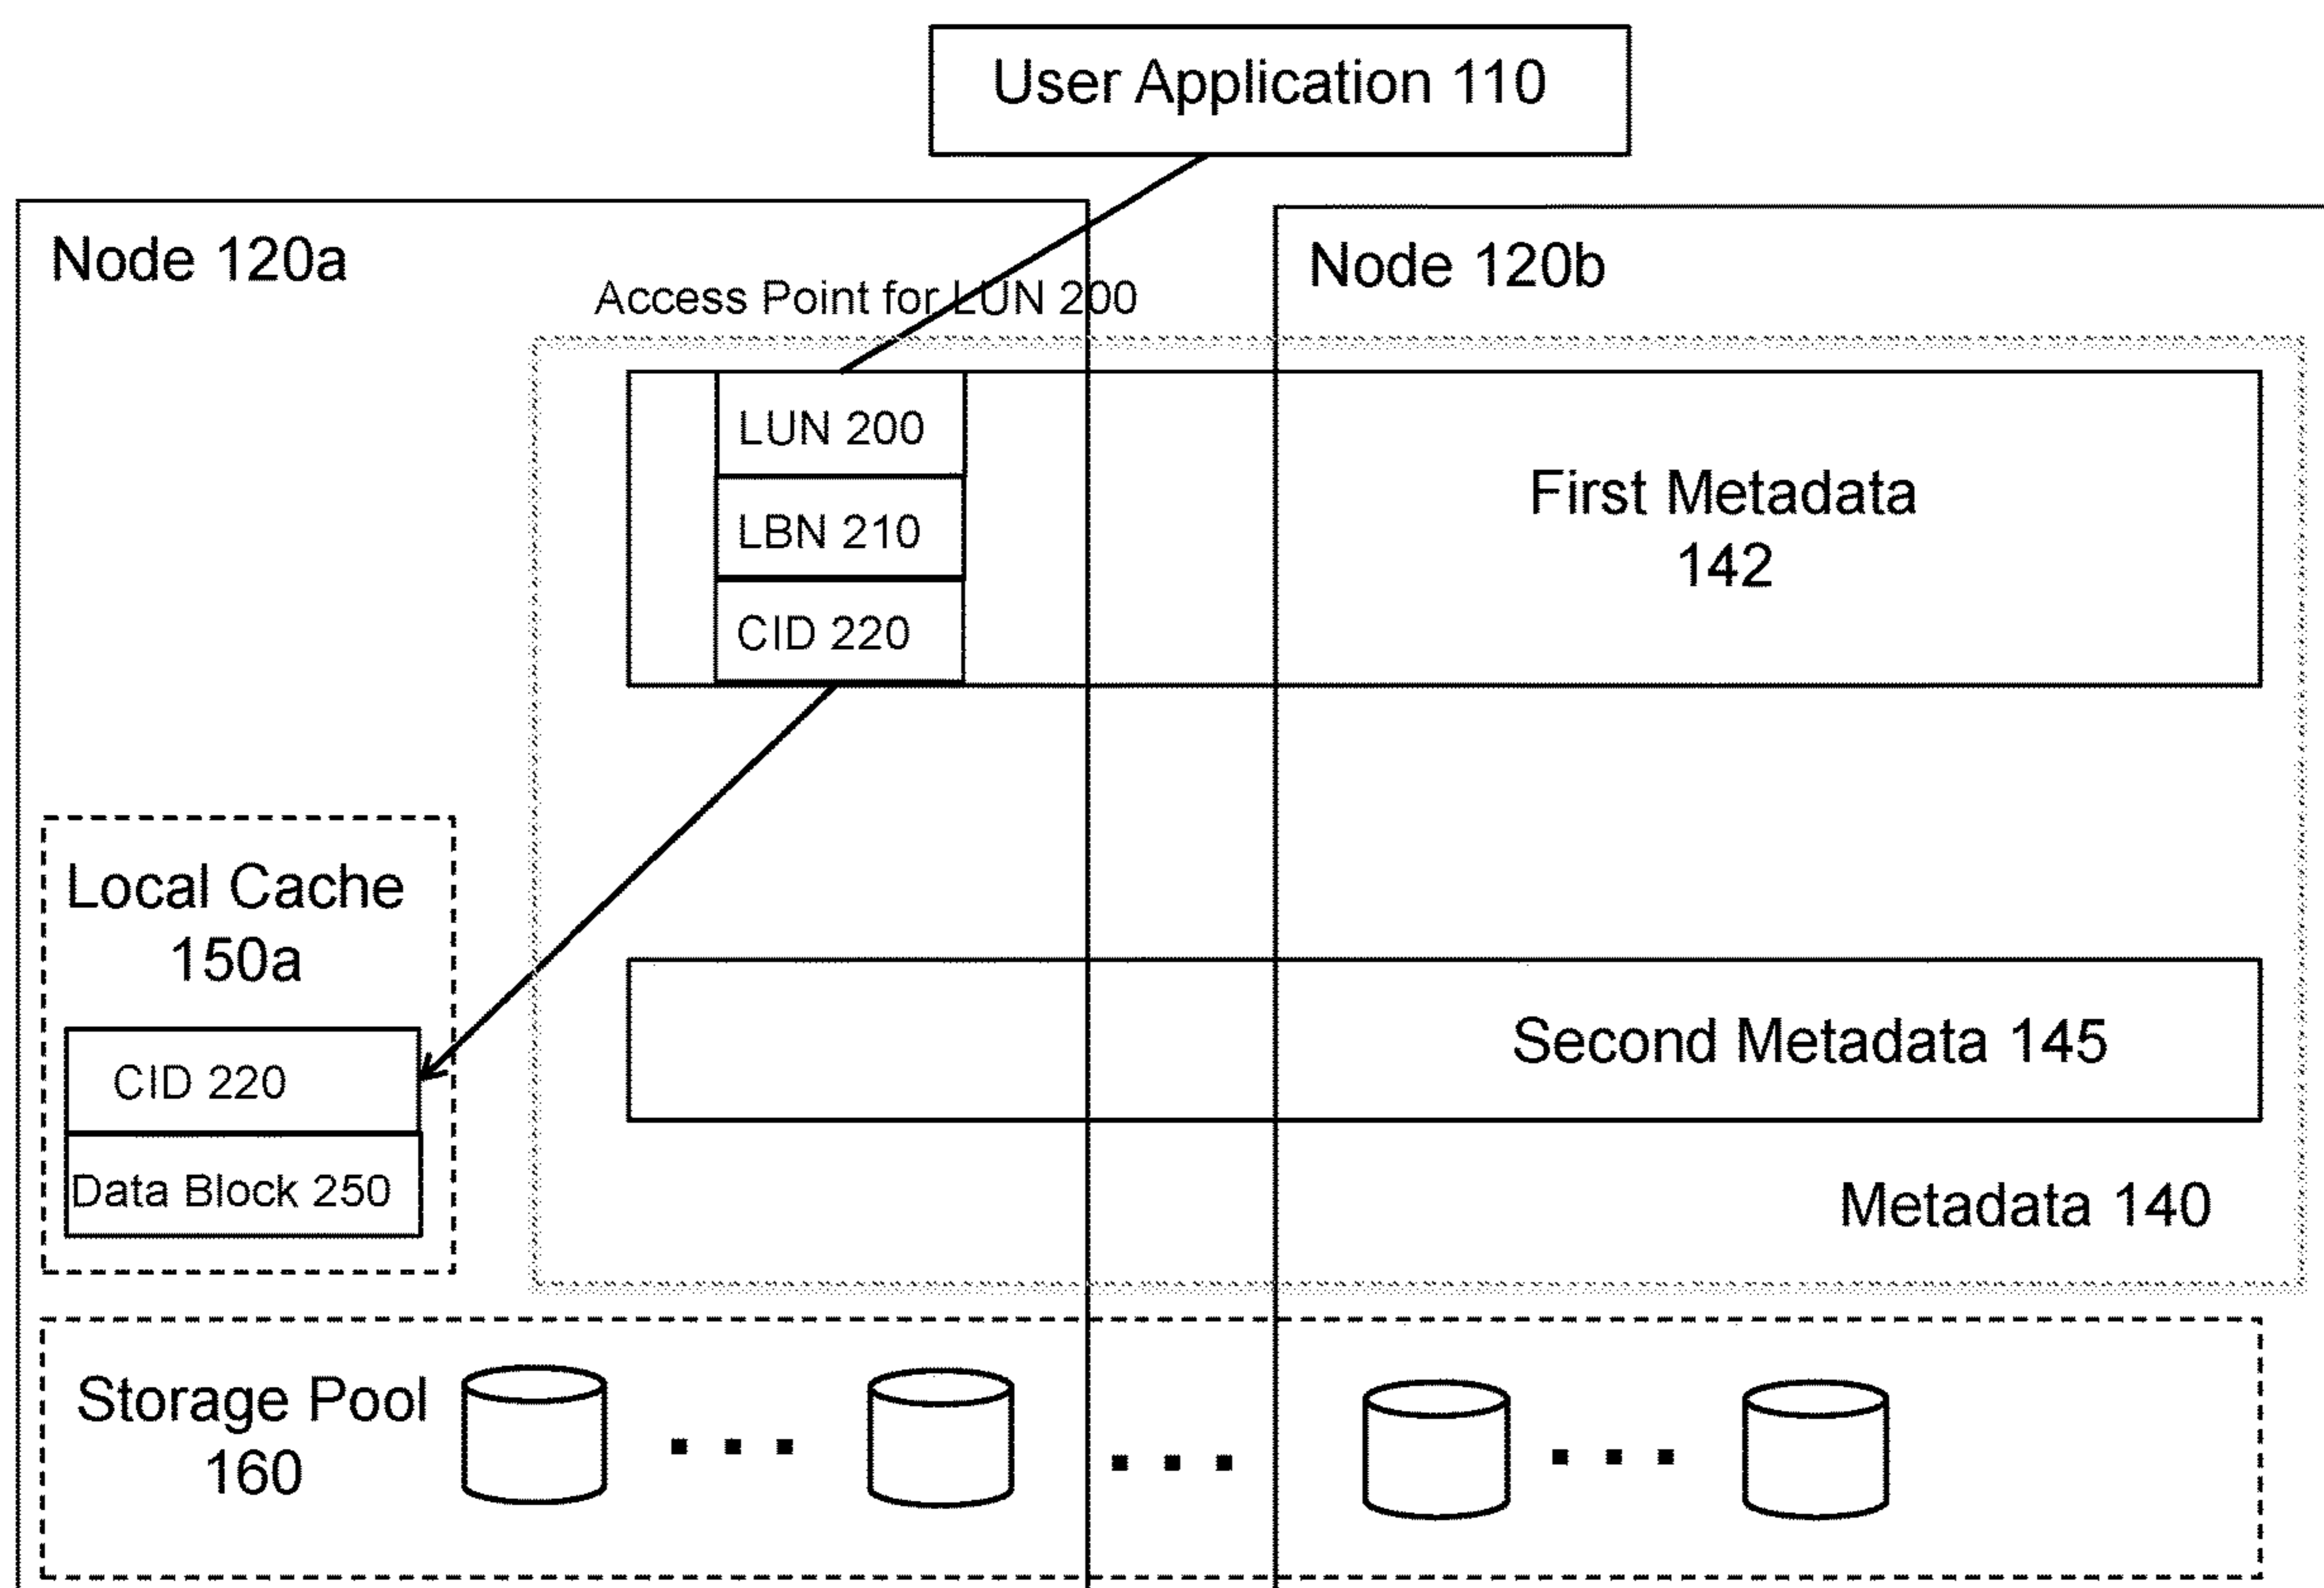 User Application 110
Node 120a
Node 120b
Access Point for LUN 200
LUN 200
LBN 210
CID 220
First Metadata
142
Local Cache
150a
CID 220
Data Block 250
Second Metadata 145
Metadata 140
Storage Pool
160